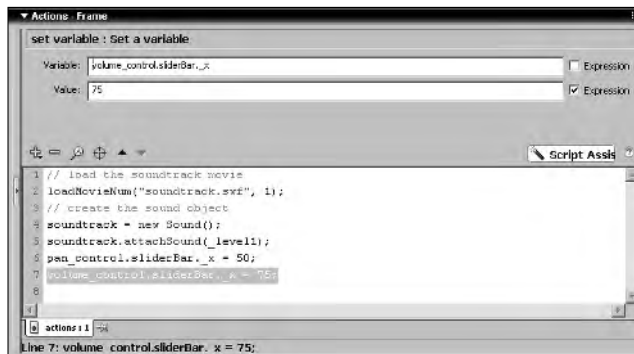 Actions - Frame
set variable : Set a variable
Variable: volume_control.sliderBar._x Expression
Value: 75 Expression
Script Assis
1 // load the soundtrack movie
2 loadMovieNum("soundtrack.swf", 1);
3 // create the sound object
4 soundtrack = new Sound();
5 soundtrack.attachSound(_level1);
6 pan_control.sliderBar._x = 50;
7 volume_control.sliderBar._x = 75;
8
actions : 1
Line 7: volume_control.sliderBar._x = 75;